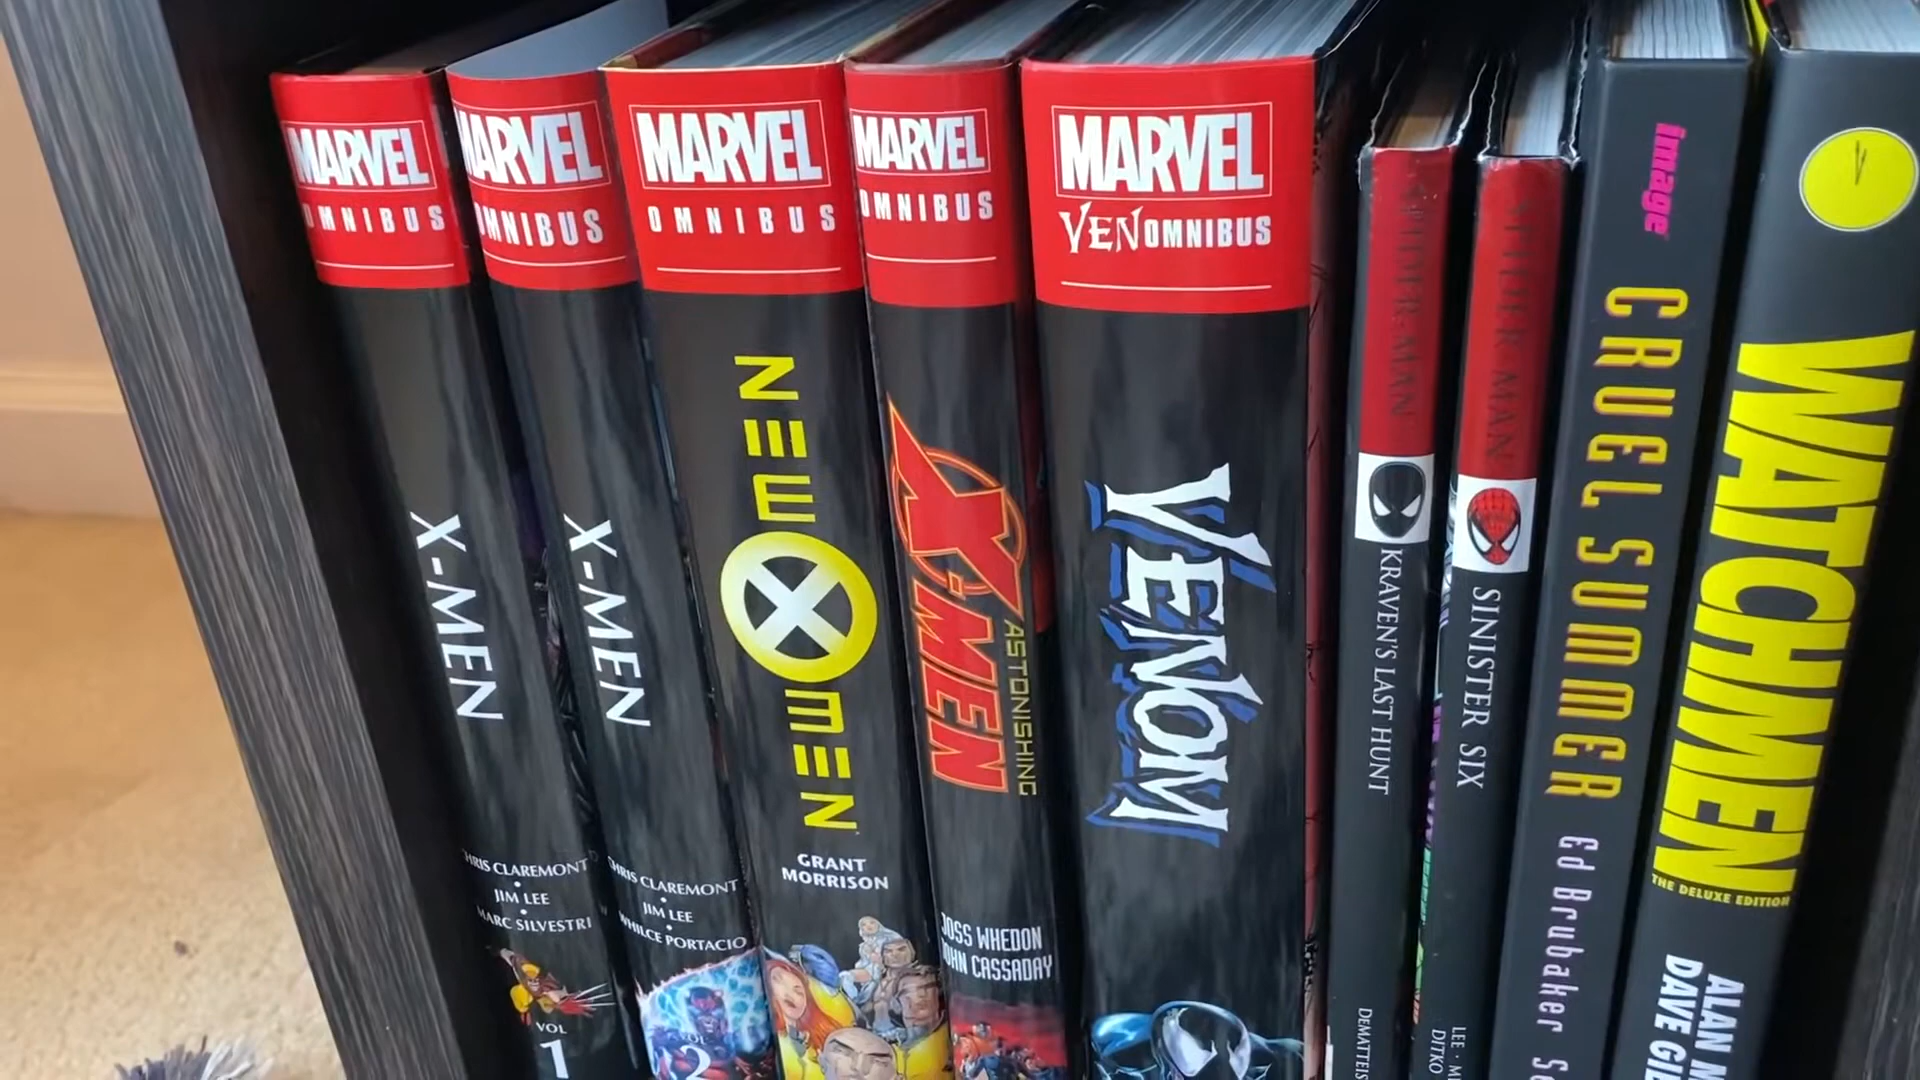 MARVEL
OMNIBUS
X-MEN
CHRIS CLAREMONT
JIM LEE
MARC SILVESTRI
VOL
1
MARVEL
OMNIBUS
X-MEN
CHRIS CLAREMONT
JIM LEE
WHILCE PORTACIO
VOL
2
MARVEL
OMNIBUS
NEW X MEN
GRANT
MORRISON
MARVEL
OMNIBUS
ASTONISHING
X-MEN
JOSS WHEDON
JOHN CASSADAY
MARVEL
VENOMNIBUS
VENOM
SPIDER-MAN
KRAVEN'S LAST HUNT
DEMATTEIS
SPIDER-MAN
SINISTER SIX
LEE
DITKO
image
CRUEL SUMMER
Ed Brubaker
WATCHMEN
THE DELUXE EDITION
ALAN
DAVE